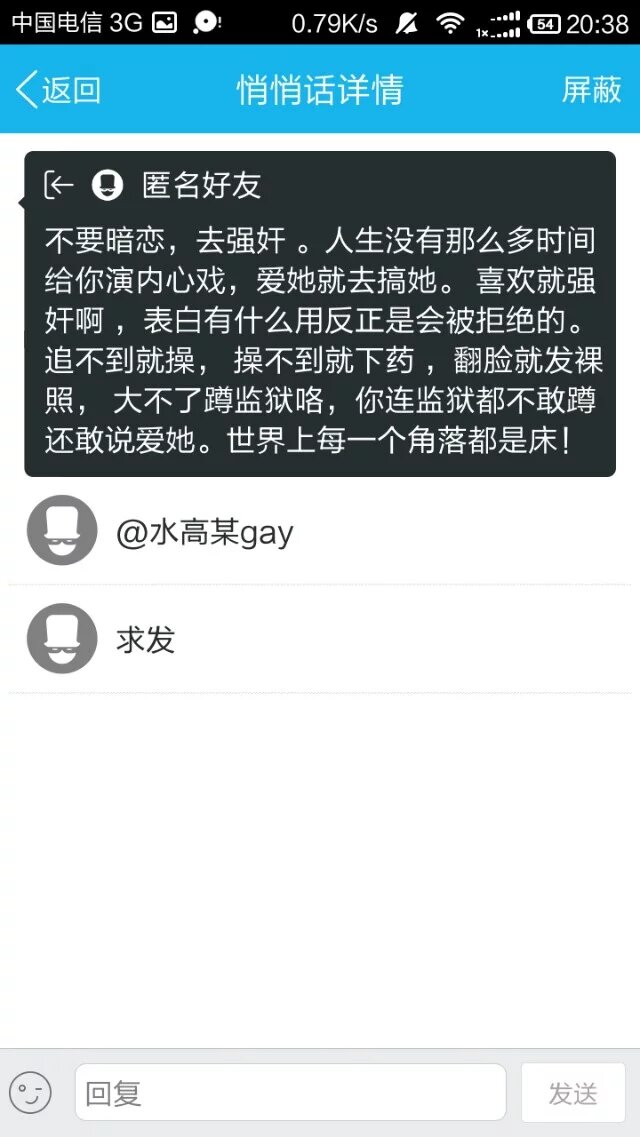 中国电信 3G 0.79K/s 1x 54 20:38
返回 悄悄话详情 屏蔽
匿名好友
不要暗恋，去强奸 。人生没有那么多时间
给你演内心戏，爱她就去搞她。 喜欢就强
奸啊 ，表白有什么用反正是会被拒绝的。
追不到就操， 操不到就下药 ，翻脸就发裸
照， 大不了蹲监狱咯，你连监狱都不敢蹲
还敢说爱她。世界上每一个角落都是床！
@水高某gay
求发
回复 发送